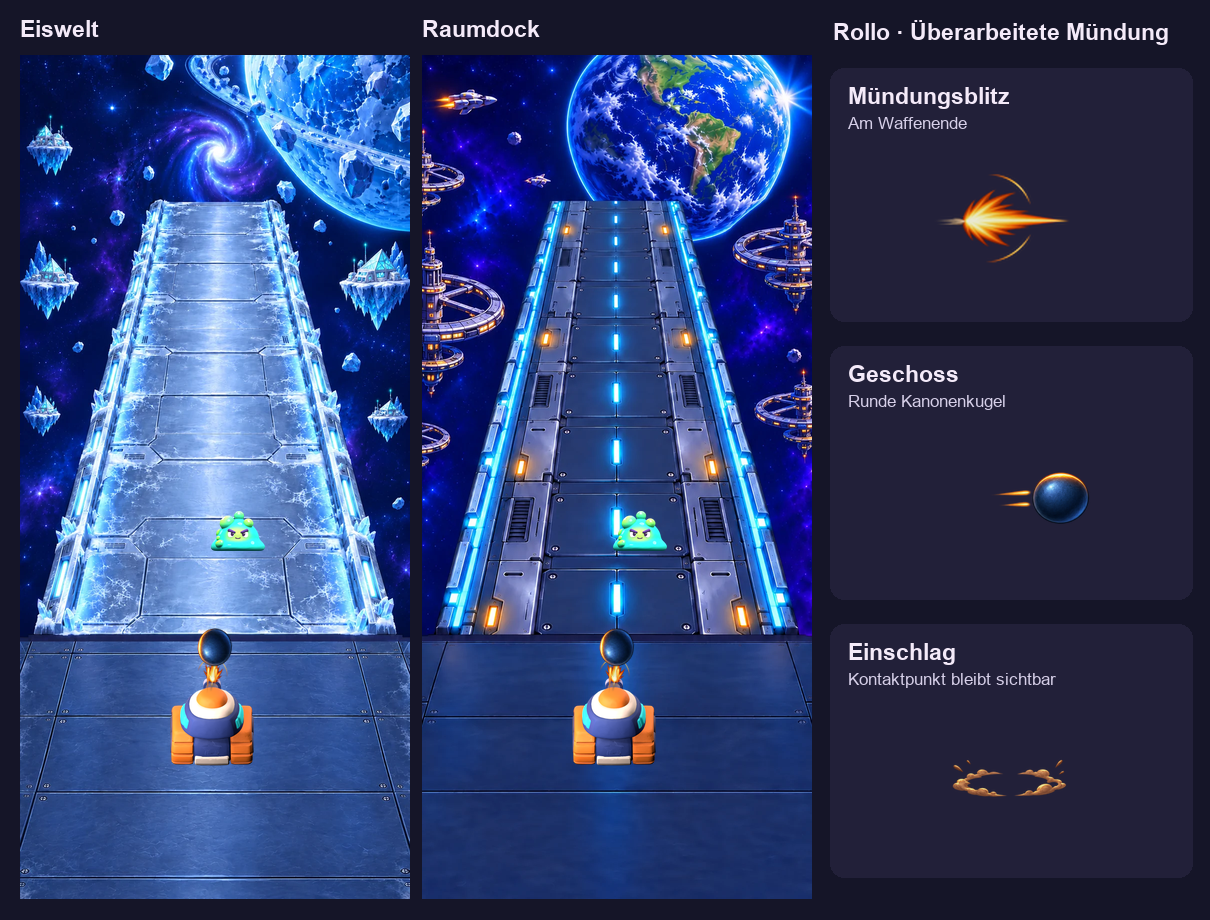 Eiswelt
Raumdock
Rollo · Überarbeitete Mündung
Mündungsblitz
Am Waffenende
Geschoss
Runde Kanonenkugel
Einschlag
Kontaktpunkt bleibt sichtbar